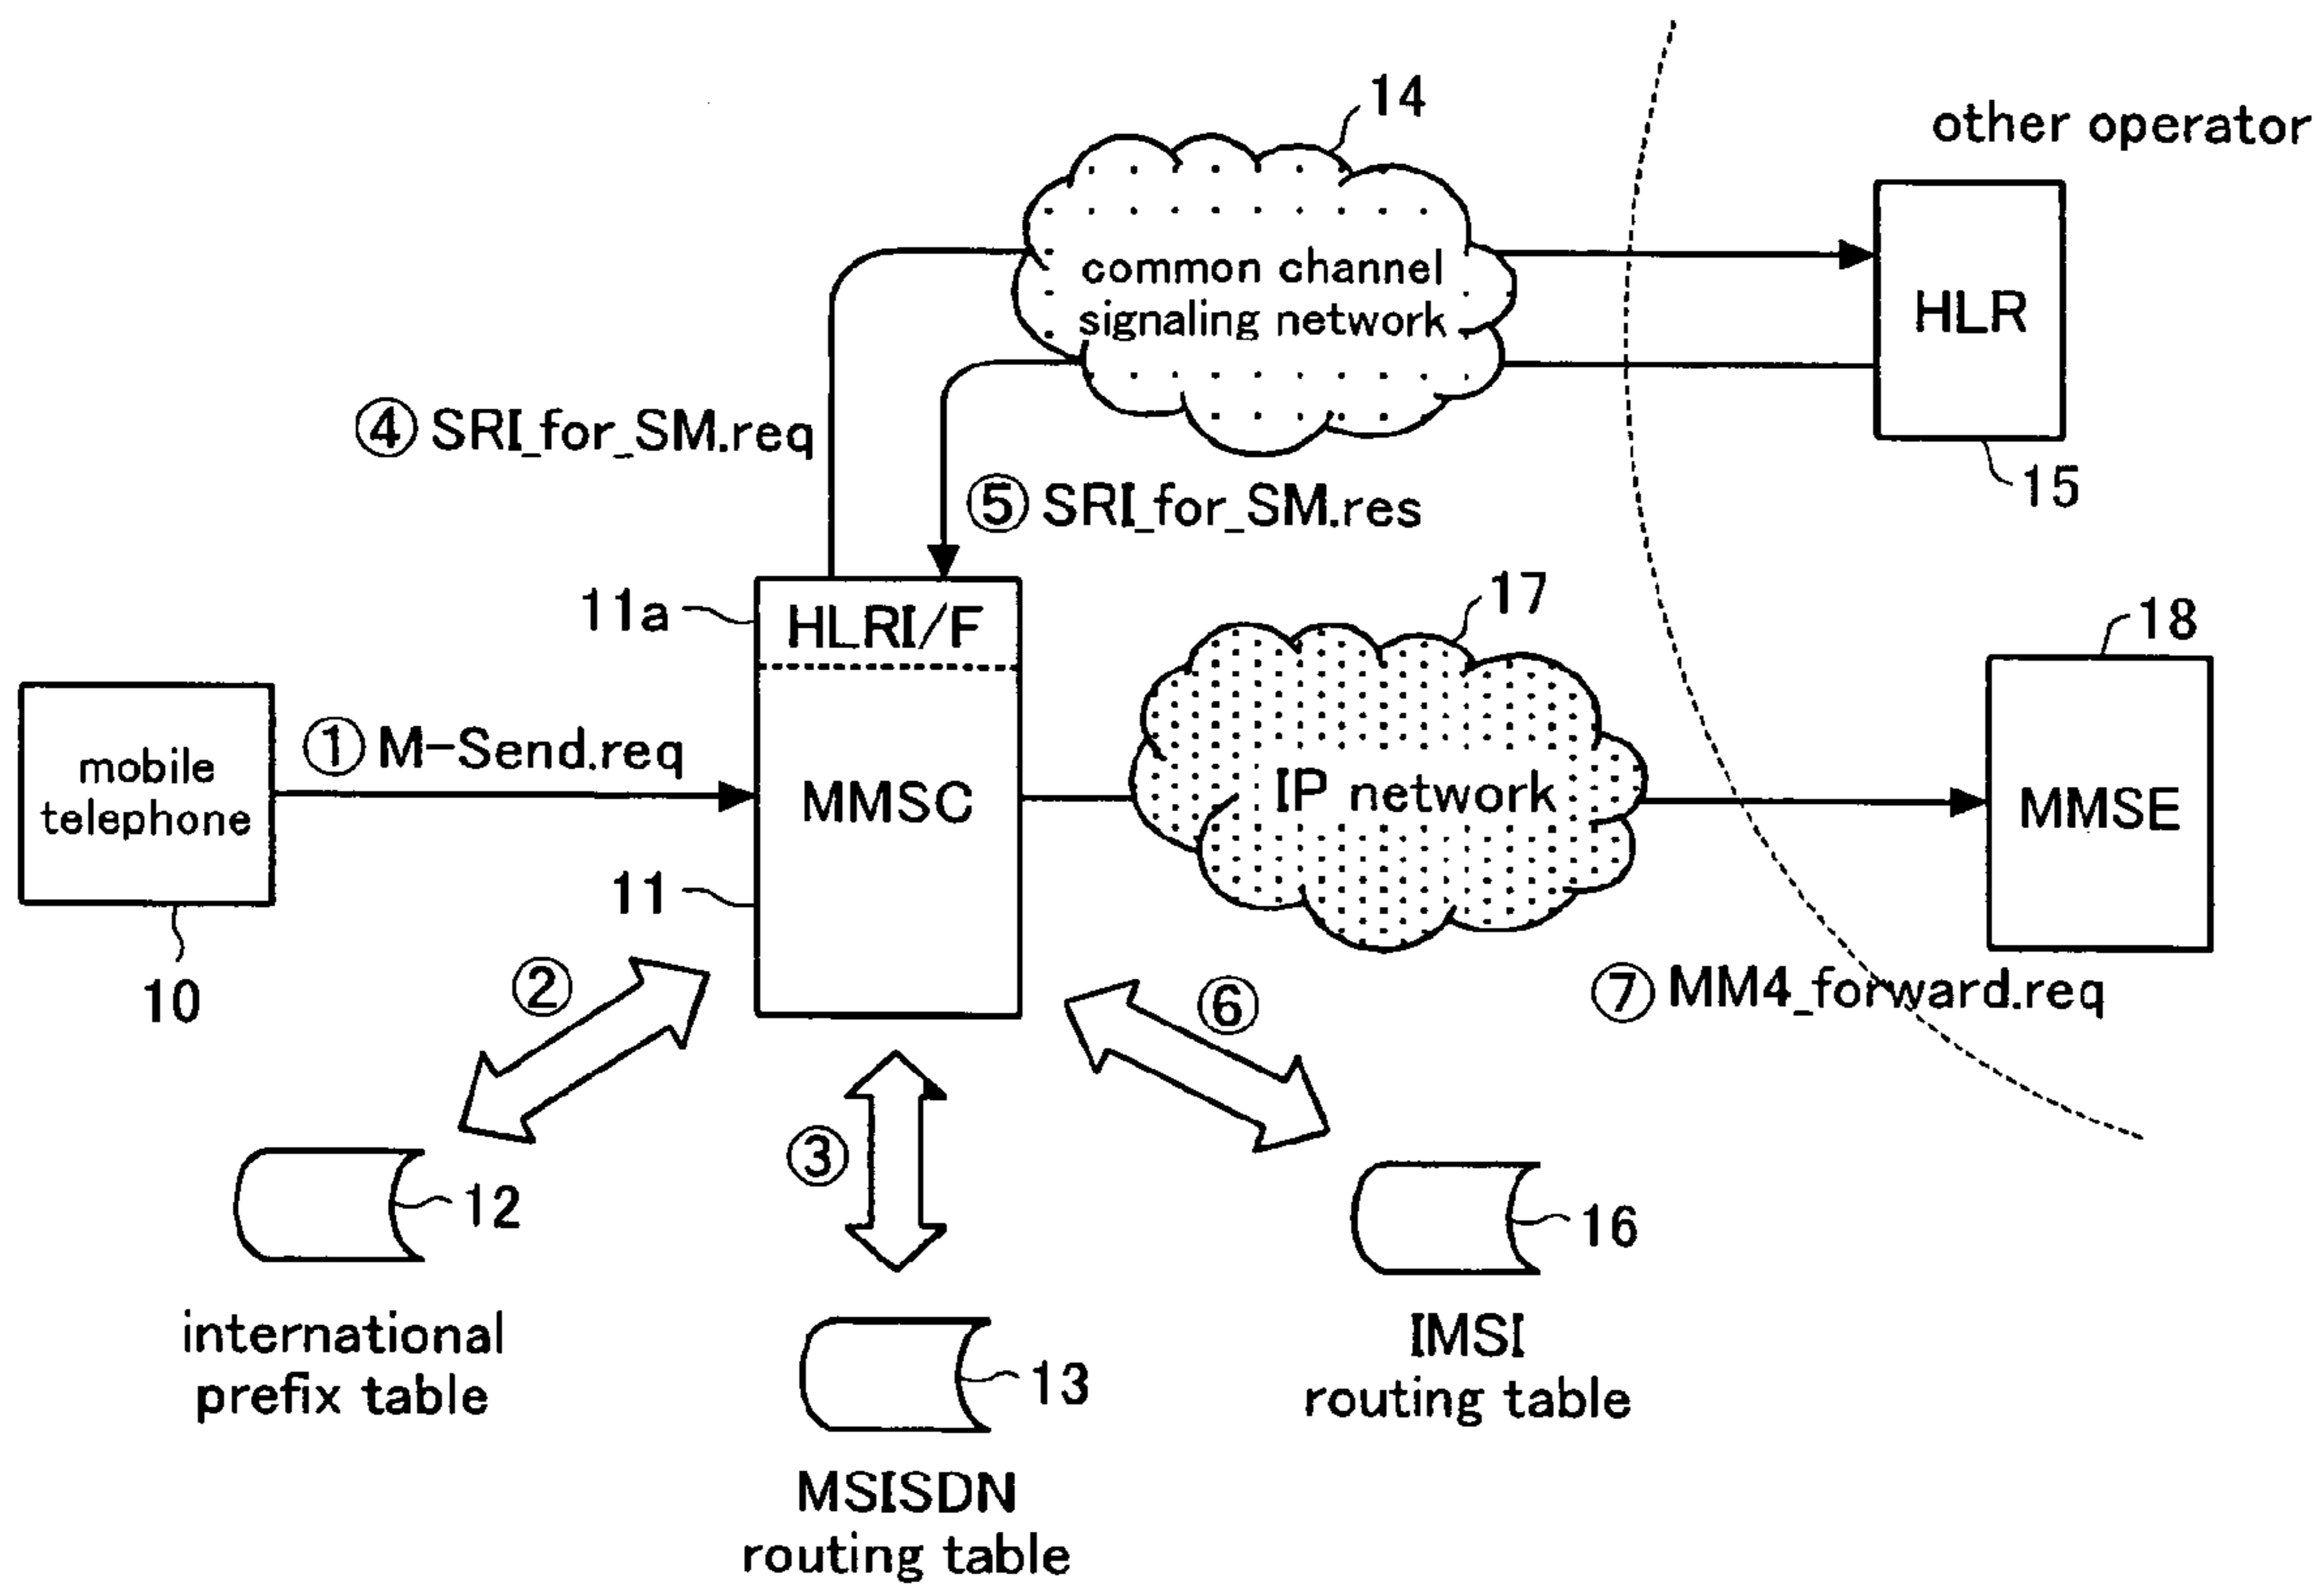 14
other operator
common channel
signaling network
HLR
④ SRI_for_SM.req
15
⑤ SRI_for_SM.res
17
11a
HLRI/F
18
① M-Send.req
mobile
telephone
MMSC
IP network
MMSE
11
10
②
⑥
⑦ MM4_forward.req
③
12
16
international
prefix table
IMSI
routing table
13
MSISDN
routing table